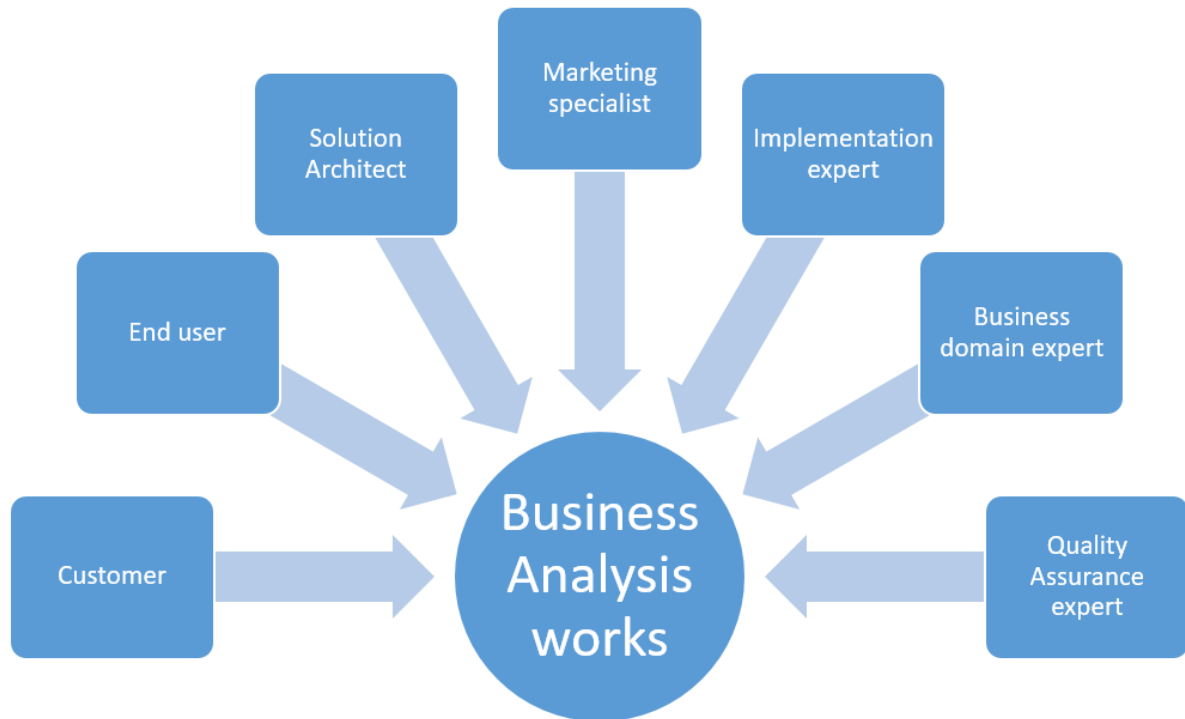 Marketing
specialist
Solution
Architect
Implementation
expert
End user
Business
domain expert
Customer
Business
Analysis
works
Quality
Assurance
expert